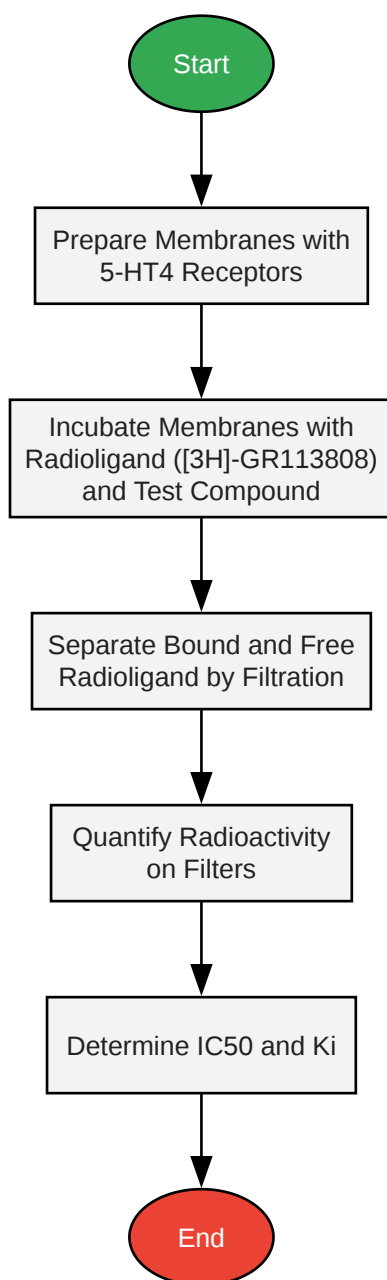 Start
Prepare Membranes with
5-HT4 Receptors
Incubate Membranes with
Radioligand ([3H]-GR113808)
and Test Compound
Separate Bound and Free
Radioligand by Filtration
Quantify Radioactivity
on Filters
Determine IC50 and Ki
End